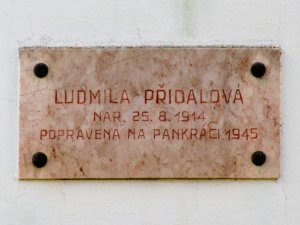 LUDMILA PŘIDALOVÁ
NAR. 25. 8. 1914
POPRAVENA NA PANKRÁCI 1945